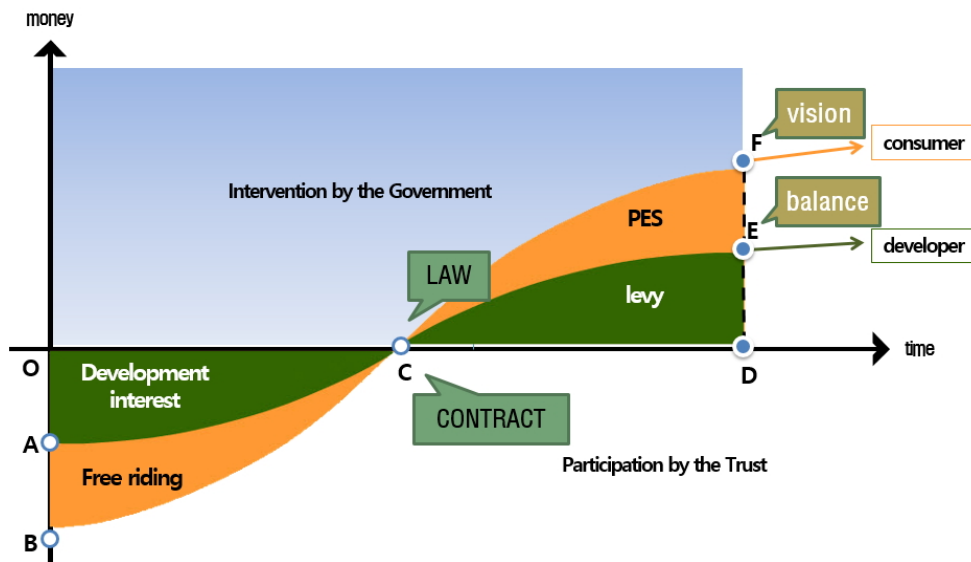 money
vision
F
consumer
Intervention by the Government
PES
balance
E
developer
LAW
levy
O
time
Development
interest
C
D
CONTRACT
A
Participation by the Trust
Free riding
B